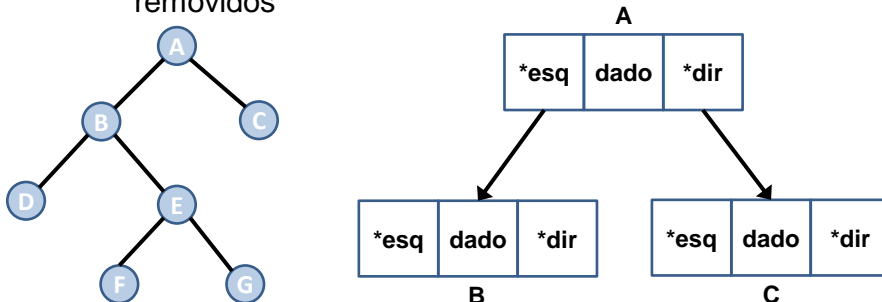 removidos
A
B
C
D
E
F
G
A
*esq dado *dir
*esq dado *dir
*esq dado *dir
B
C